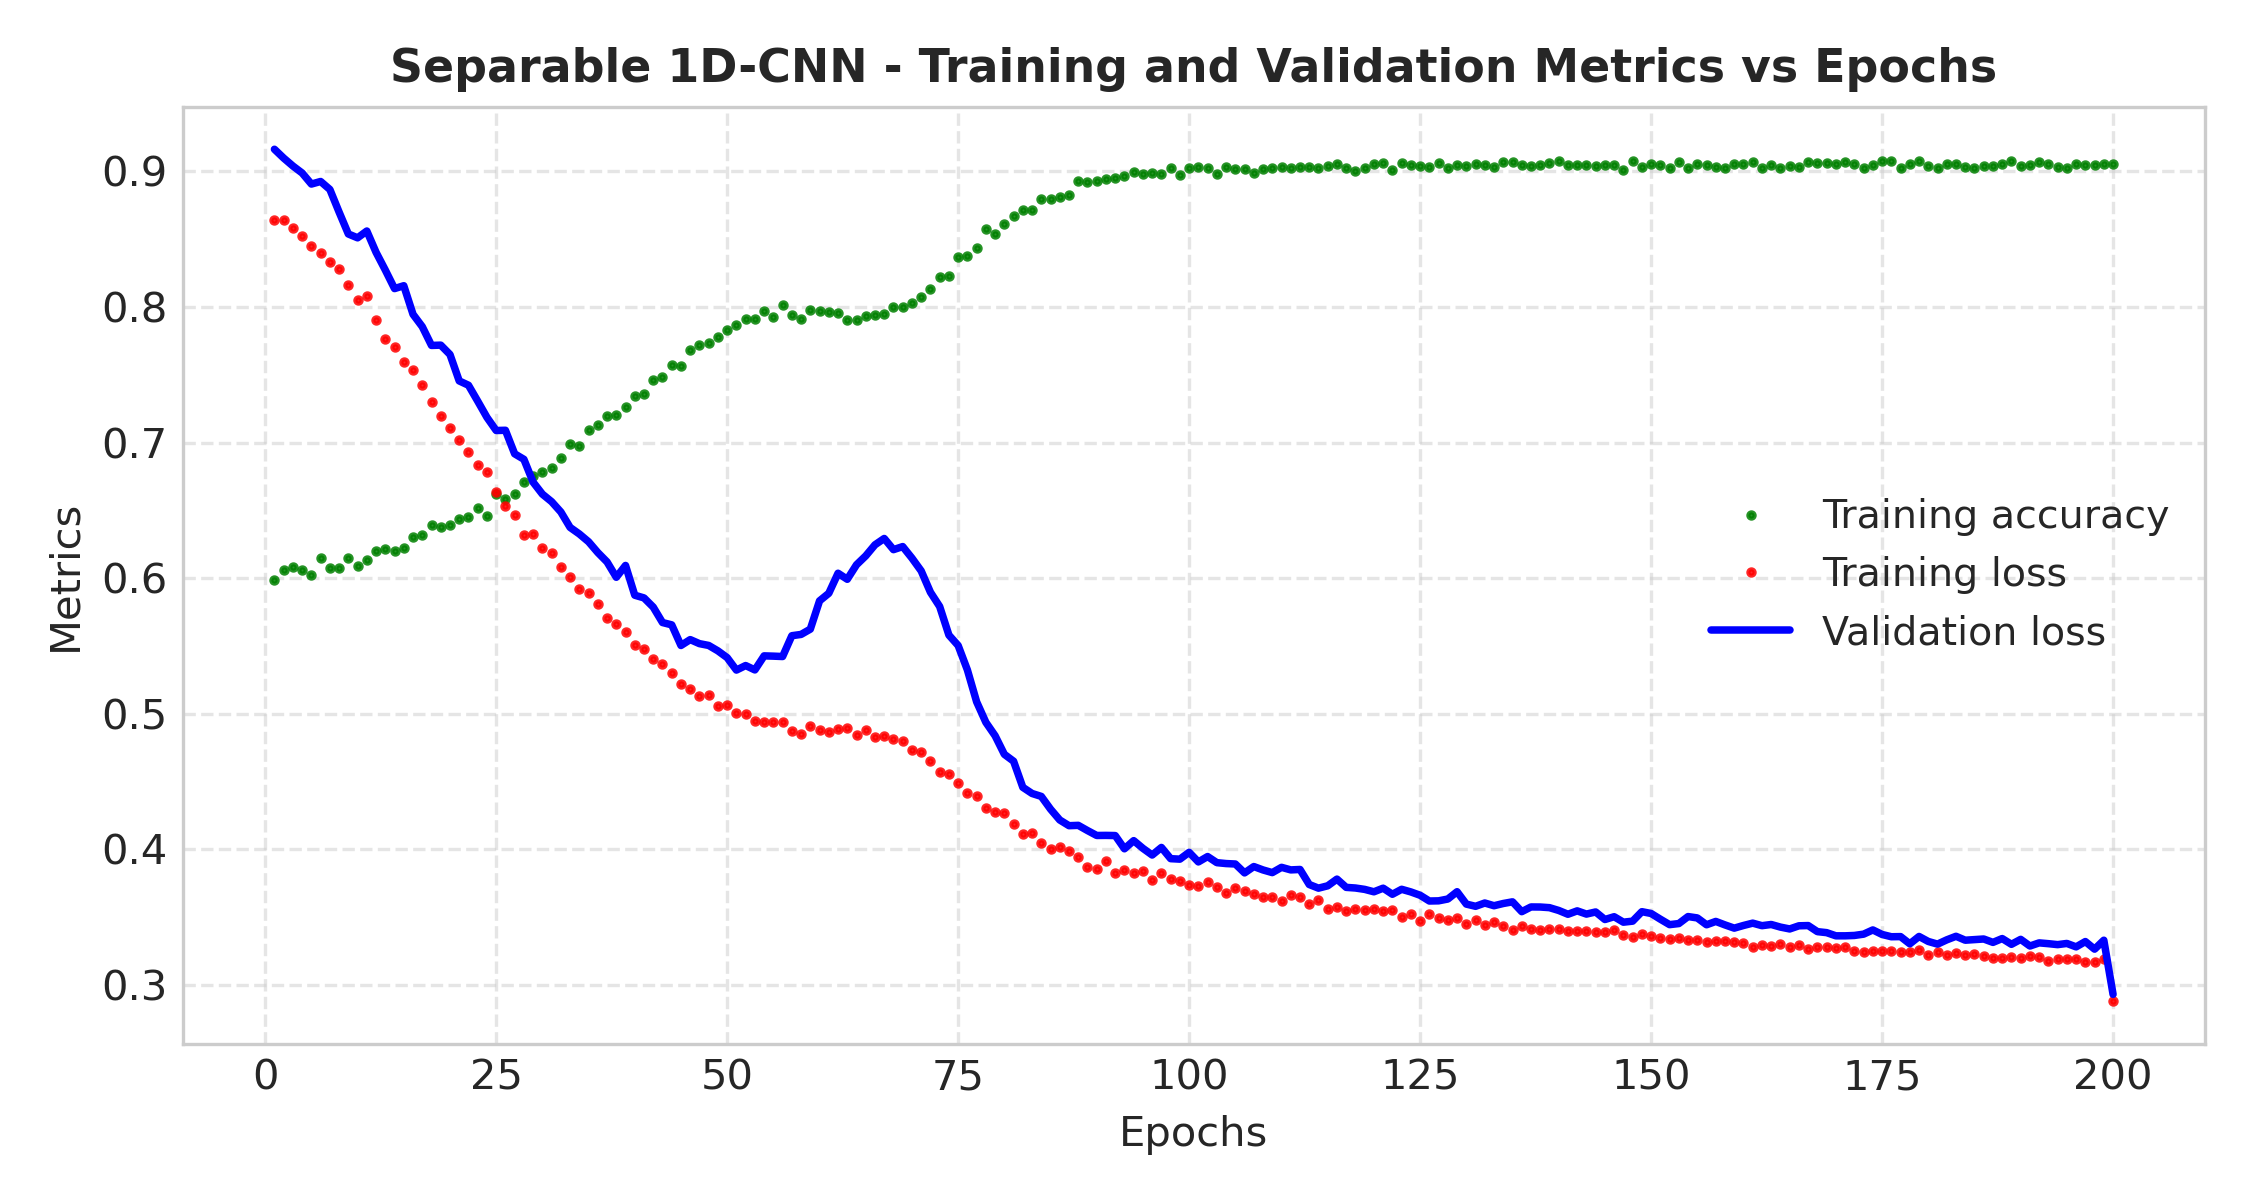 Separable 1D-CNN - Training and Validation Metrics vs Epochs
0.9
0.8
0.7
0.6
0.5
0.4
0.3
Metrics
Training accuracy
Training loss
Validation loss
0 25 50 75 100 125 150 175 200
Epochs